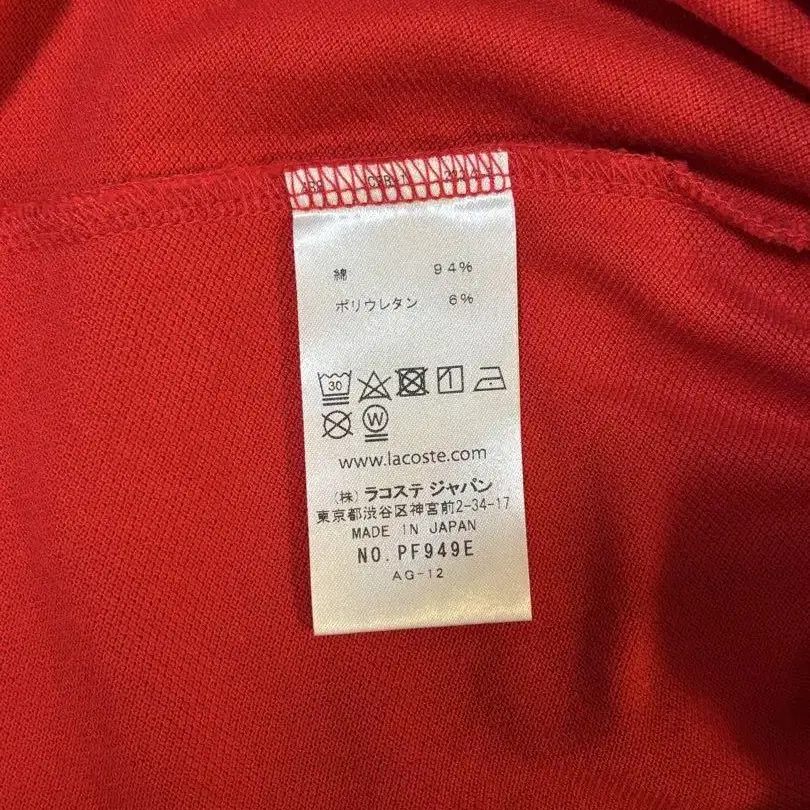 綿 94%
ポリウレタン 6%
30
W
www.lacoste.com
(株) ラコステ ジャパン
東京都渋谷区神宮前2-34-17
MADE IN JAPAN
NO. PF949E
AG-12